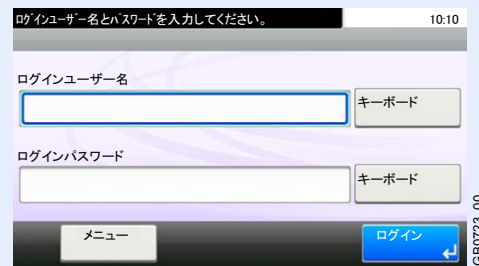 ﾛｸﾞｲﾝﾕｰｻﾞｰ名とﾊﾟｽﾜｰﾄﾞを入力してください。
10:10
ログインユーザー名
キーボード
ログインパスワード
キーボード
メニュー
ログイン
GB0723_00